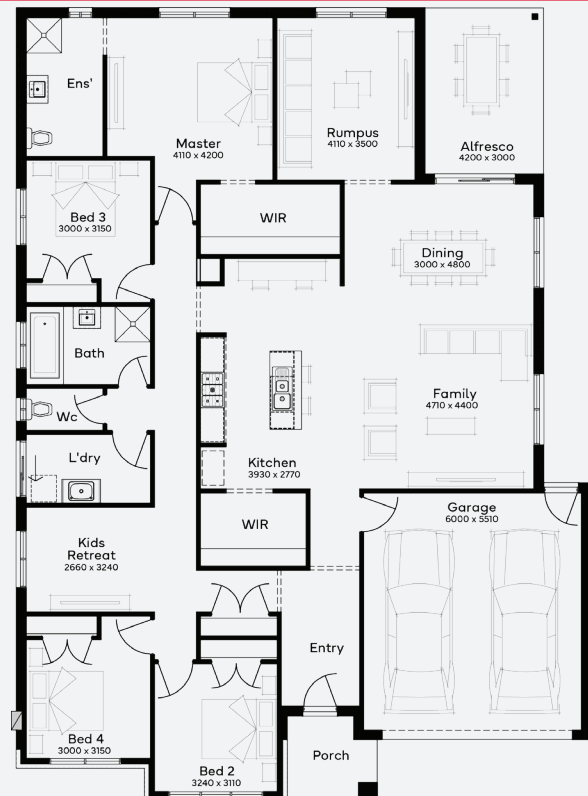 Ens'
Master
4110 x 4200
Rumpus
4110 x 3500
Alfresco
4200 x 3000
Bed 3
3000 x 3150
WIR
Dining
3000 x 4800
Bath
Family
4710 x 4400
Wc
L'dry
Kitchen
3930 x 2770
WIR
Garage
6000 x 5510
Kids
Retreat
2660 x 3240
Entry
Bed 4
3000 x 3150
Bed 2
3240 x 3110
Porch